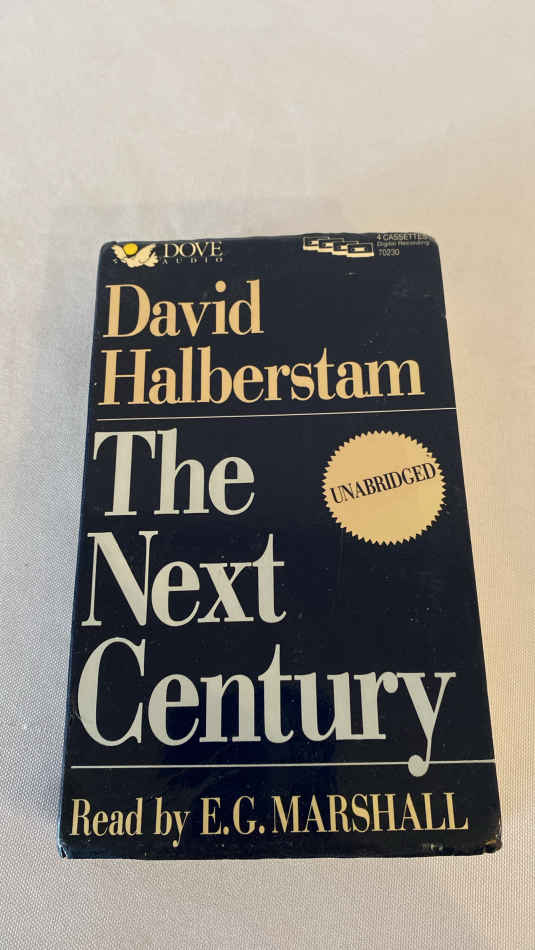 DOVE
AUDIO
4 CASSETTES
Digital Recording
70230
David
Halberstam
The
UNABRIDGED
Next
Century
Read by E.G. MARSHALL